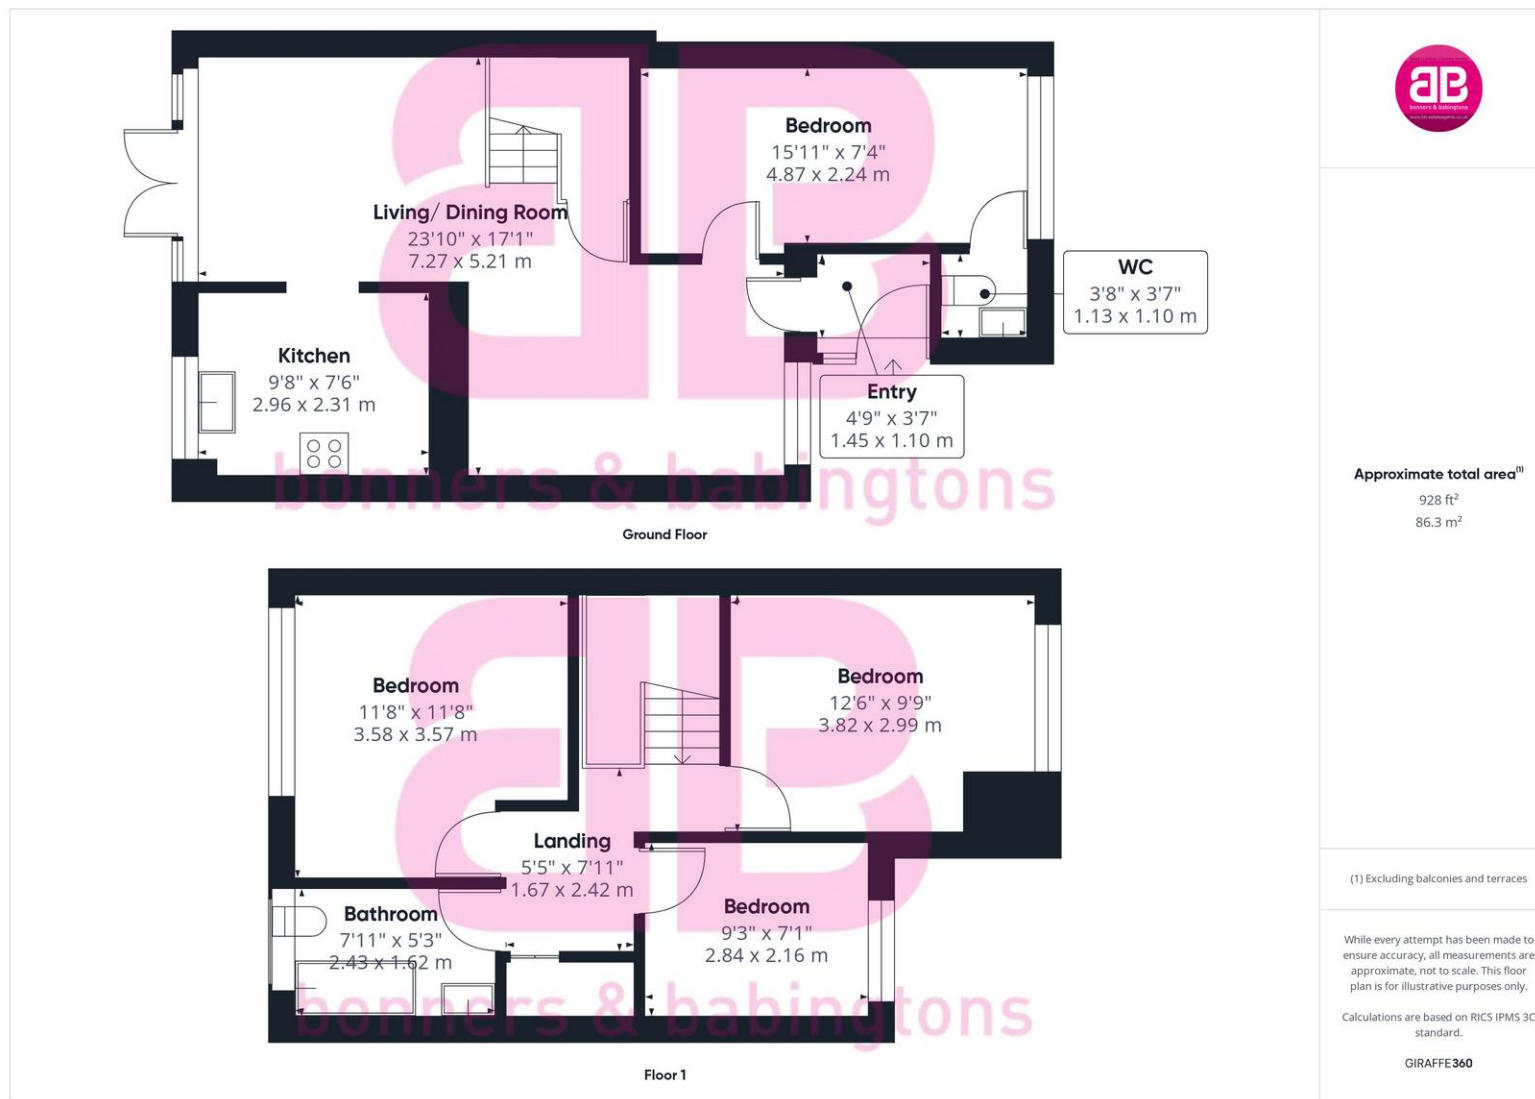 Bedroom
15'11" x 7'4"
4.87 x 2.24 m
Living/ Dining Room
23'10" x 17'1"
7.27 x 5.21 m
WC
3'8" x 3'7"
1.13 x 1.10 m
Kitchen
9'8" x 7'6"
2.96 x 2.31 m
Entry
4'9" x 3'7"
1.45 x 1.10 m
bonners & babingtons
Ground Floor
Bedroom
11'8" x 11'8"
3.58 x 3.57 m
Bedroom
12'6" x 9'9"
3.82 x 2.99 m
Landing
5'5" x 7'11"
1.67 x 2.42 m
Bathroom
7'11" x 5'3"
2.43 x 1.62 m
Bedroom
9'3" x 7'1"
2.84 x 2.16 m
bonners & babingtons
Floor 1
bonners & babingtons
Approximate total area(1)
928 ft²
86.3 m²
(1) Excluding balconies and terraces
While every attempt has been made to
ensure accuracy, all measurements are
approximate, not to scale. This floor
plan is for illustrative purposes only.
Calculations are based on RICS IPMS 3C
standard.
GIRAFFE360